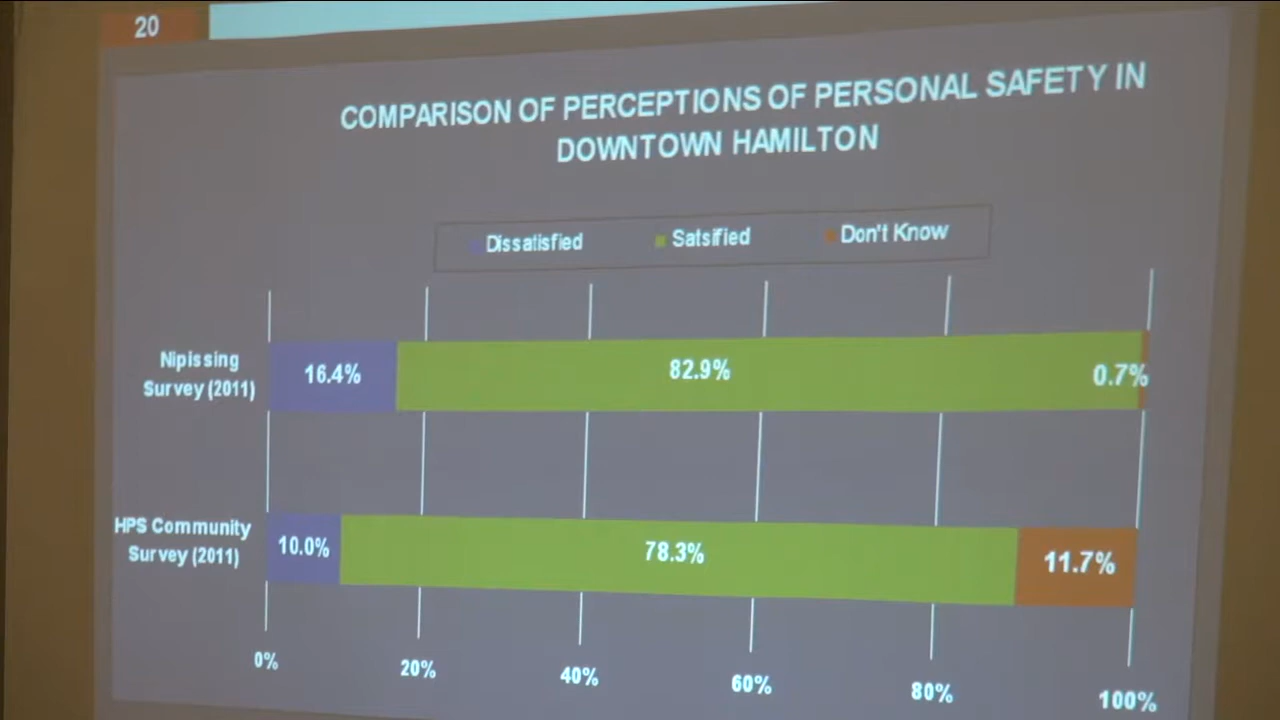 20
COMPARISON OF PERCEPTIONS OF PERSONAL SAFETY IN
DOWNTOWN HAMILTON
Dissatisfied Satsified Don't Know
Nipissing
Survey (2011)
16.4% 82.9% 0.7%
HPS Community
Survey (2011)
10.0% 78.3% 11.7%
0% 20% 40% 60% 80% 100%